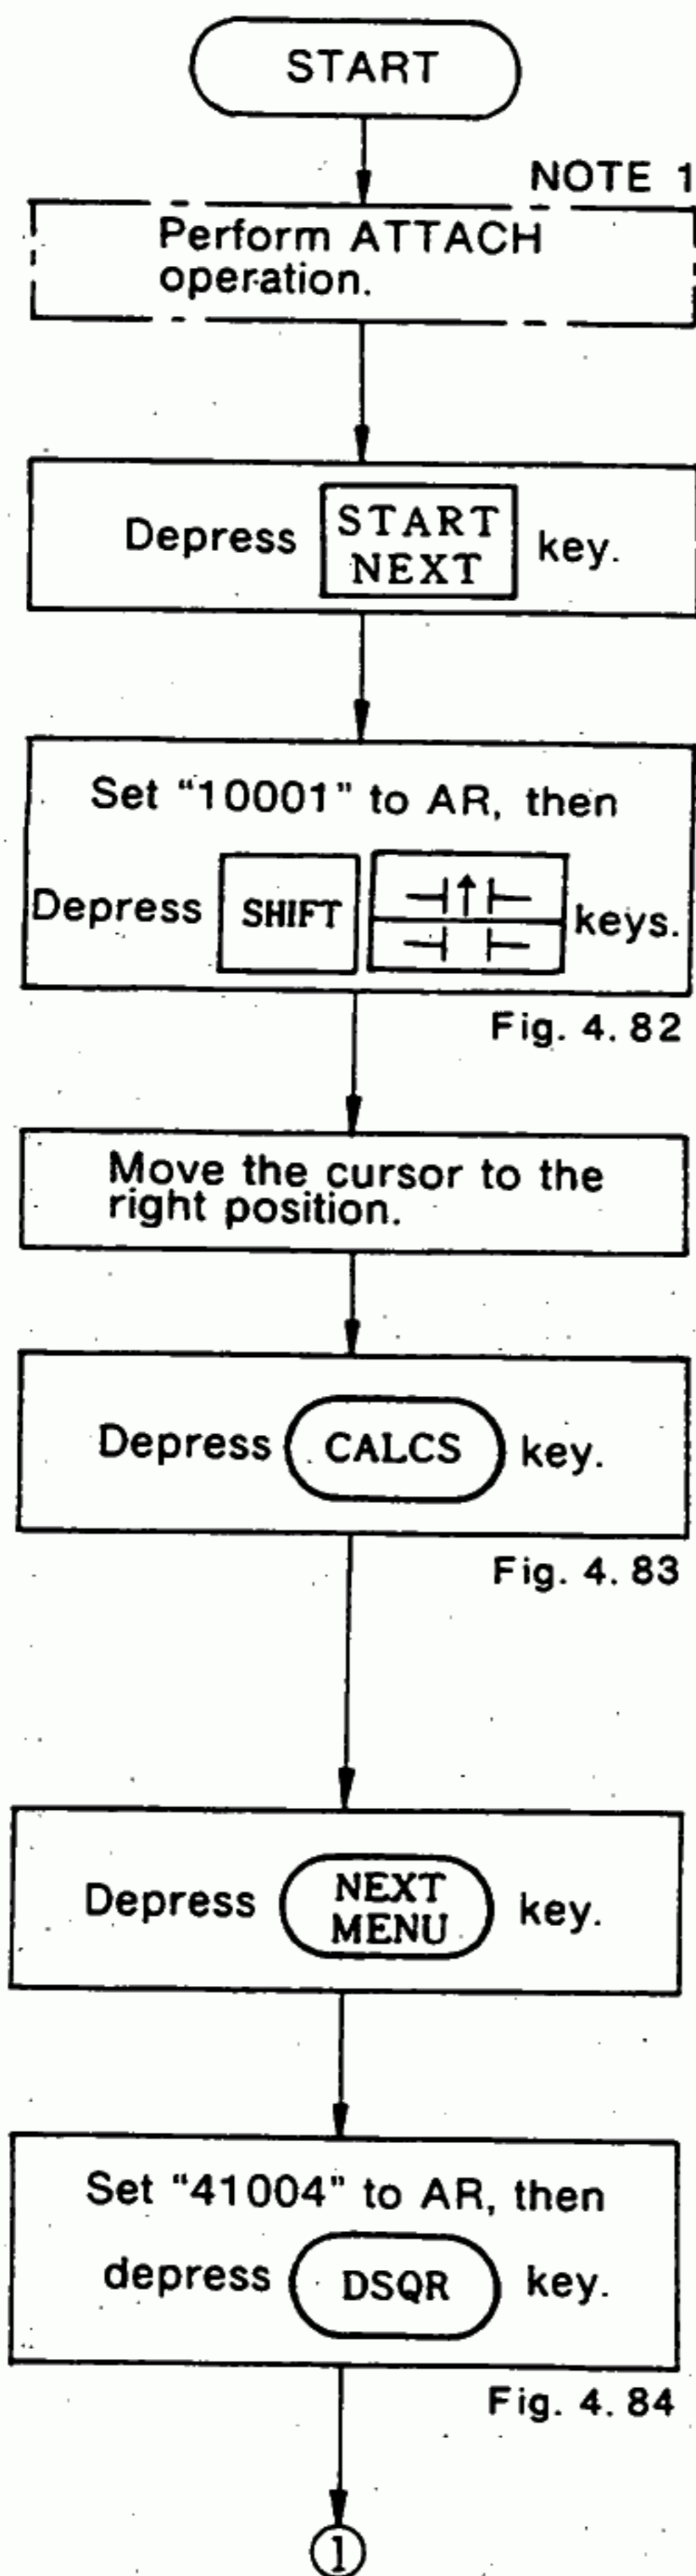 START
NOTE 1
Perform ATTACH
operation.
Depress START NEXT key.
Set “10001” to AR, then
Depress SHIFT keys.
Fig. 4. 82
Move the cursor to the
right position.
Depress CALCS key.
Fig. 4. 83
Depress NEXT MENU key.
Set “41004” to AR, then
depress DSQR key.
Fig. 4. 84
1